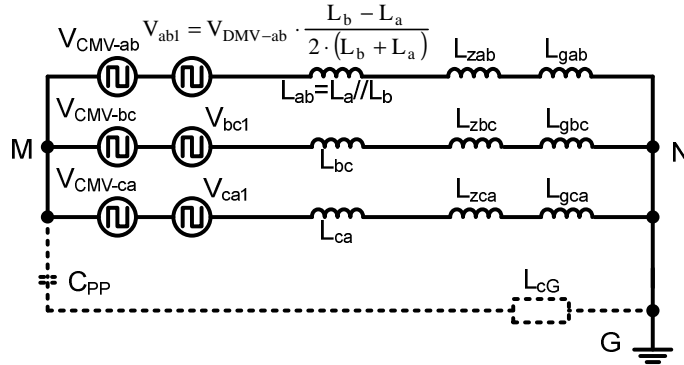 V_CMV-ab
V_ab1 = V_DMV−ab · (L_b − L_a) / (2 · (L_b + L_a))
L_zab
L_gab
L_ab=L_a//L_b
V_CMV-bc
V_bc1
L_zbc
L_gbc
M
N
L_bc
V_CMV-ca
V_ca1
L_zca
L_gca
L_ca
C_PP
L_cG
G